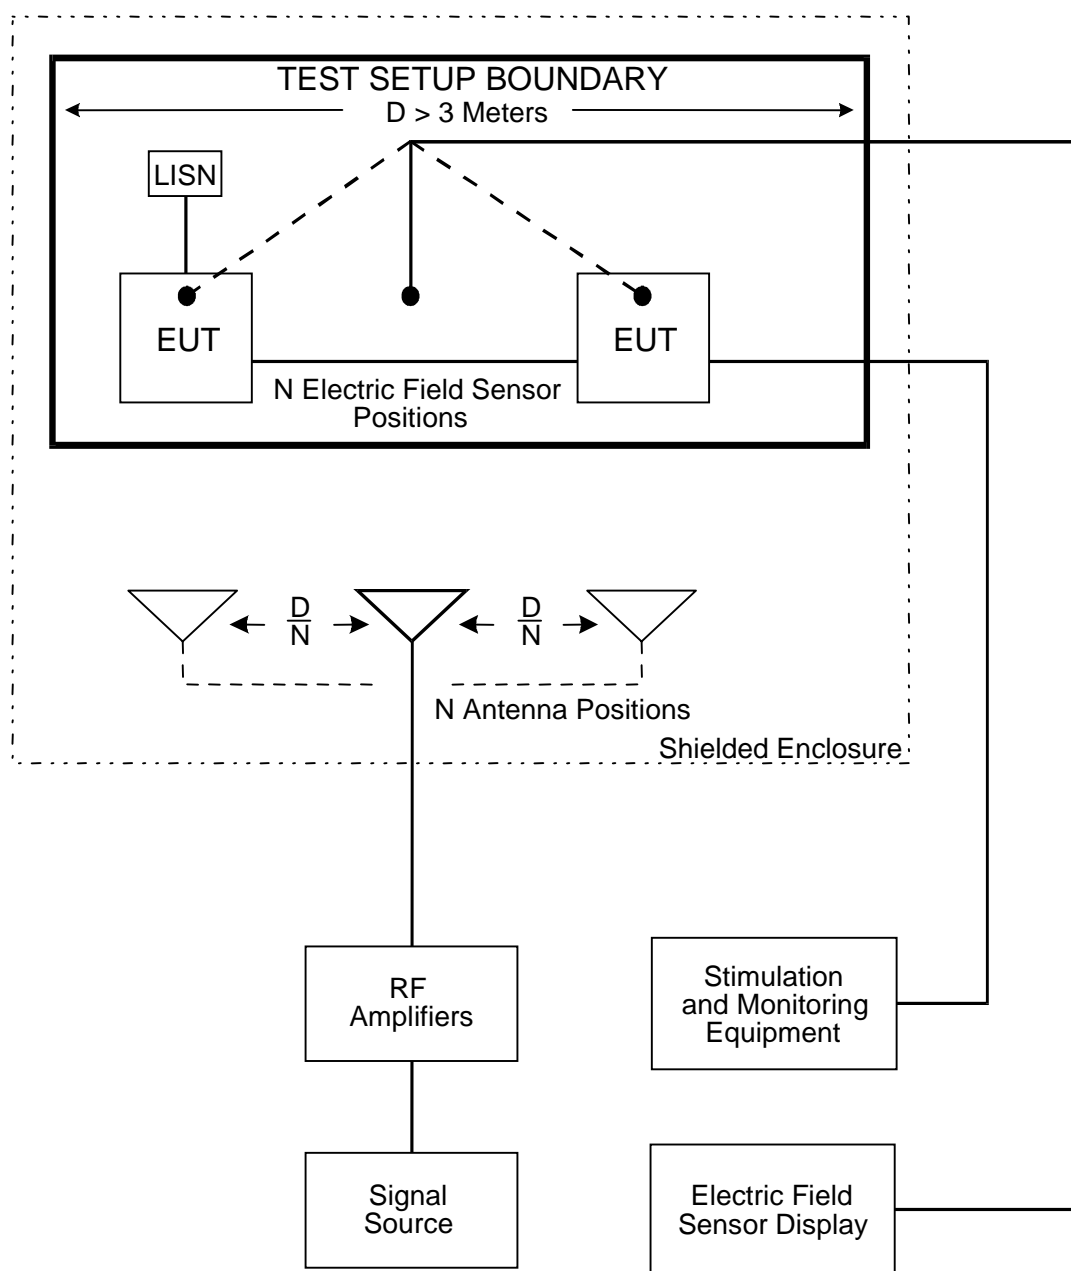 TEST SETUP BOUNDARY
D > 3 Meters
LISN
EUT
EUT
N Electric Field Sensor
Positions
D
N
D
N
N Antenna Positions
Shielded Enclosure
RF
Amplifiers
Stimulation
and Monitoring
Equipment
Signal
Source
Electric Field
Sensor Display